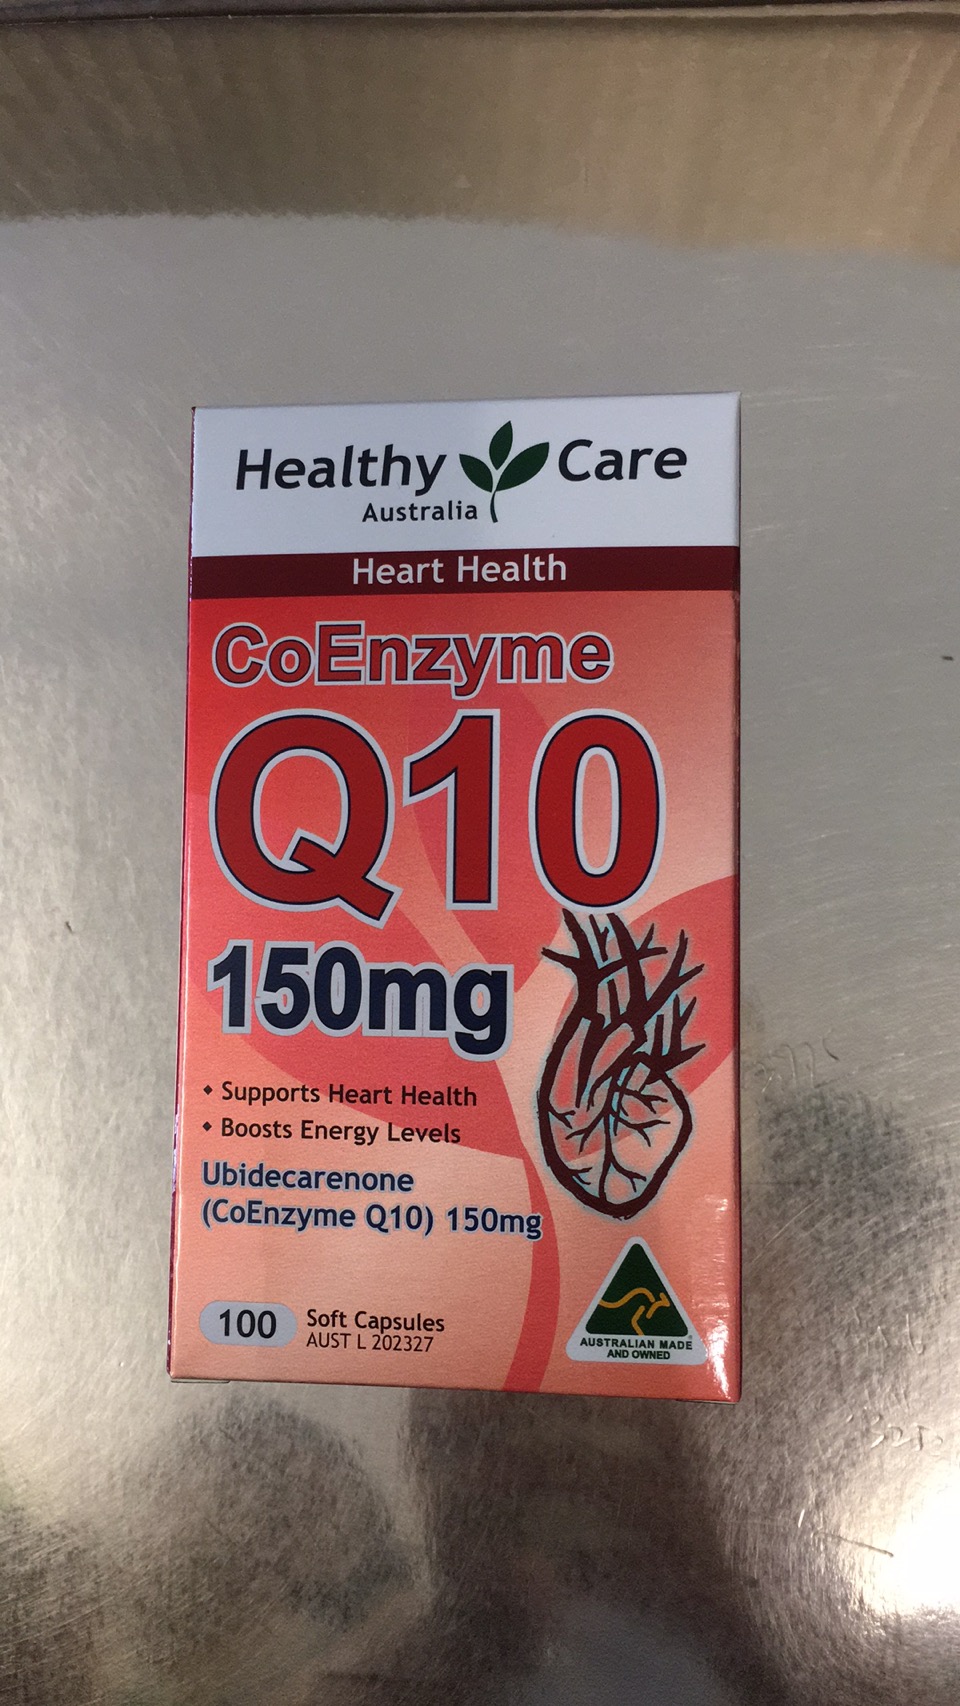 Healthy Care
Australia
Heart Health
CoEnzyme
Q10
150mg
• Supports Heart Health
• Boosts Energy Levels
Ubidecarenone
(CoEnzyme Q10) 150mg
100 Soft Capsules
AUST L 202327
AUSTRALIAN MADE
AND OWNED